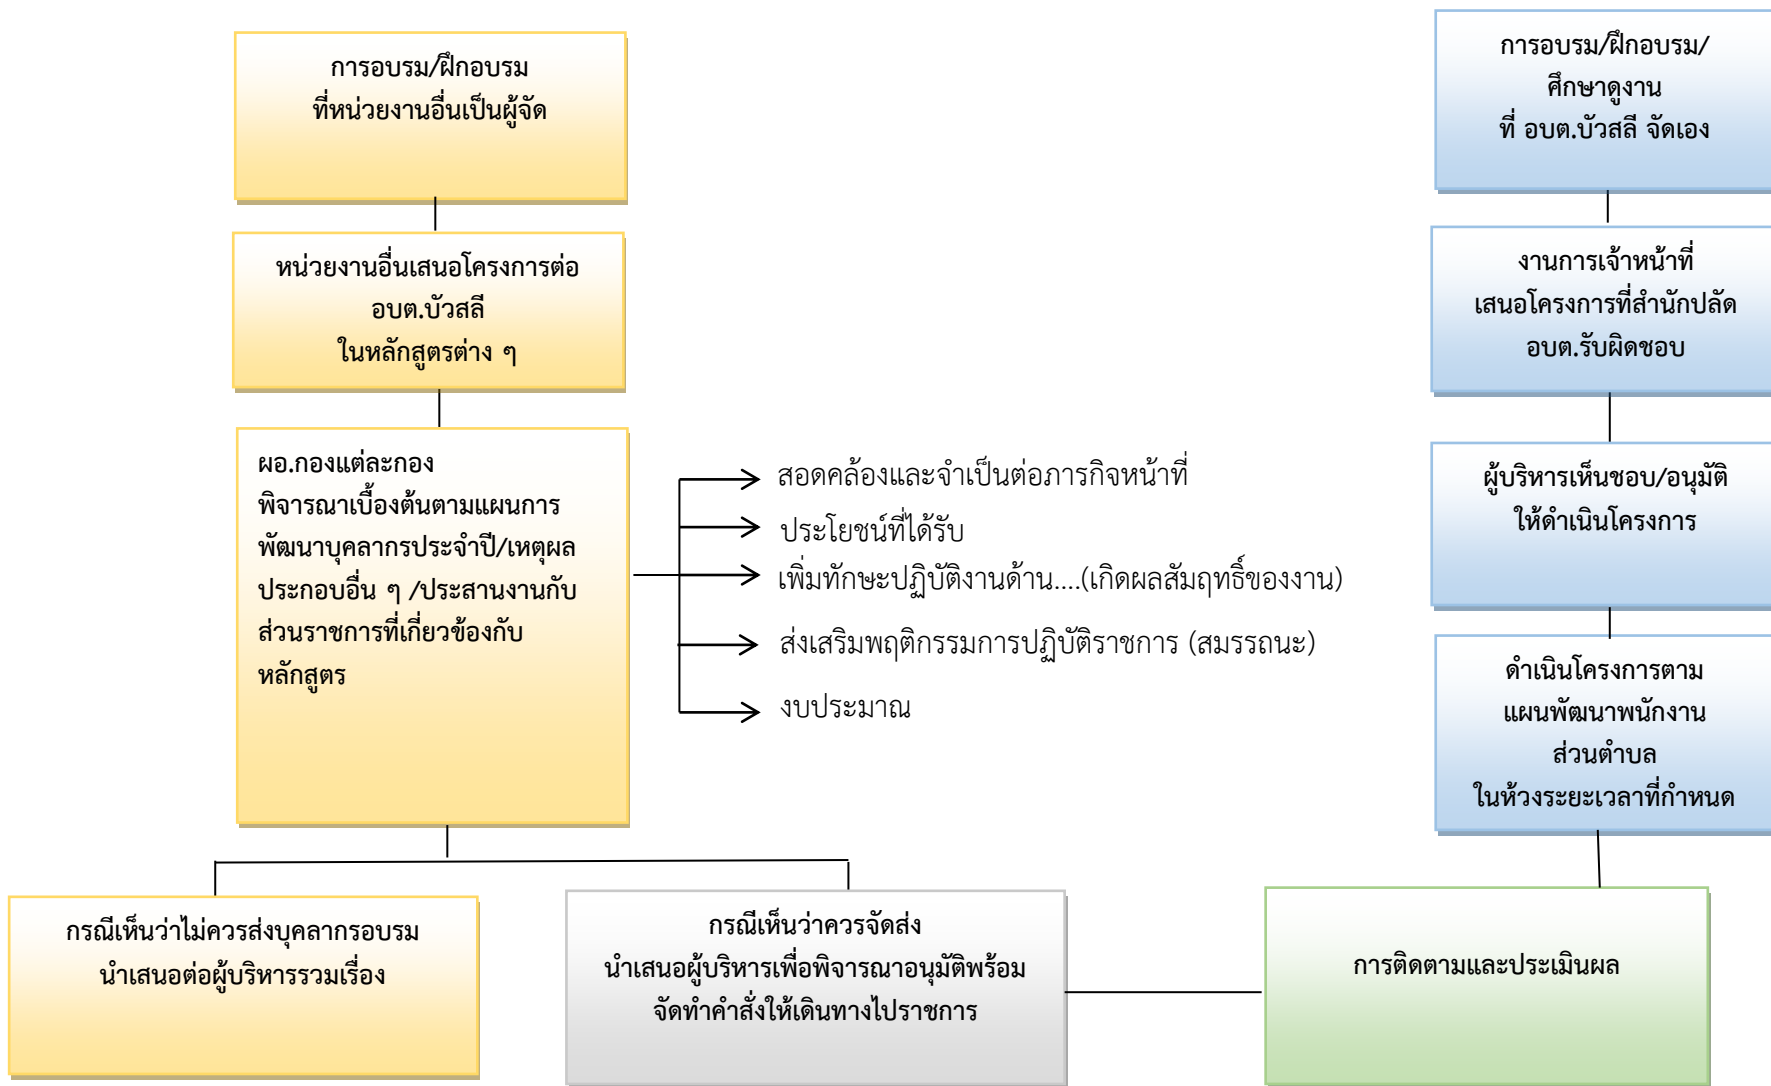 การอบรม/ฝึกอบรม
ที่หน่วยงานอื่นเป็นผู้จัด
หน่วยงานอื่นเสนอโครงการต่อ
อบต.บัวสลี
ในหลักสูตรต่าง ๆ
ผอ.กองแต่ละกอง
พิจารณาเบื้องต้นตามแผนการ
พัฒนาบุคลากรประจำปี/เหตุผล
ประกอบอื่น ๆ /ประสานงานกับ
ส่วนราชการที่เกี่ยวข้องกับ
หลักสูตร
สอดคล้องและจำเป็นต่อภารกิจหน้าที่
ประโยชน์ที่ได้รับ
เพิ่มทักษะปฏิบัติงานด้าน....(เกิดผลสัมฤทธิ์ของงาน)
ส่งเสริมพฤติกรรมการปฏิบัติราชการ (สมรรถนะ)
งบประมาณ
กรณีเห็นว่าไม่ควรส่งบุคลากรอบรม
นำเสนอต่อผู้บริหารรวมเรื่อง
กรณีเห็นว่าควรจัดส่ง
นำเสนอผู้บริหารเพื่อพิจารณาอนุมัติพร้อม
จัดทำคำสั่งให้เดินทางไปราชการ
การอบรม/ฝึกอบรม/
ศึกษาดูงาน
ที่ อบต.บัวสลี จัดเอง
งานการเจ้าหน้าที่
เสนอโครงการที่สำนักปลัด
อบต.รับผิดชอบ
ผู้บริหารเห็นชอบ/อนุมัติ
ให้ดำเนินโครงการ
ดำเนินโครงการตาม
แผนพัฒนาพนักงาน
ส่วนตำบล
ในห้วงระยะเวลาที่กำหนด
การติดตามและประเมินผล